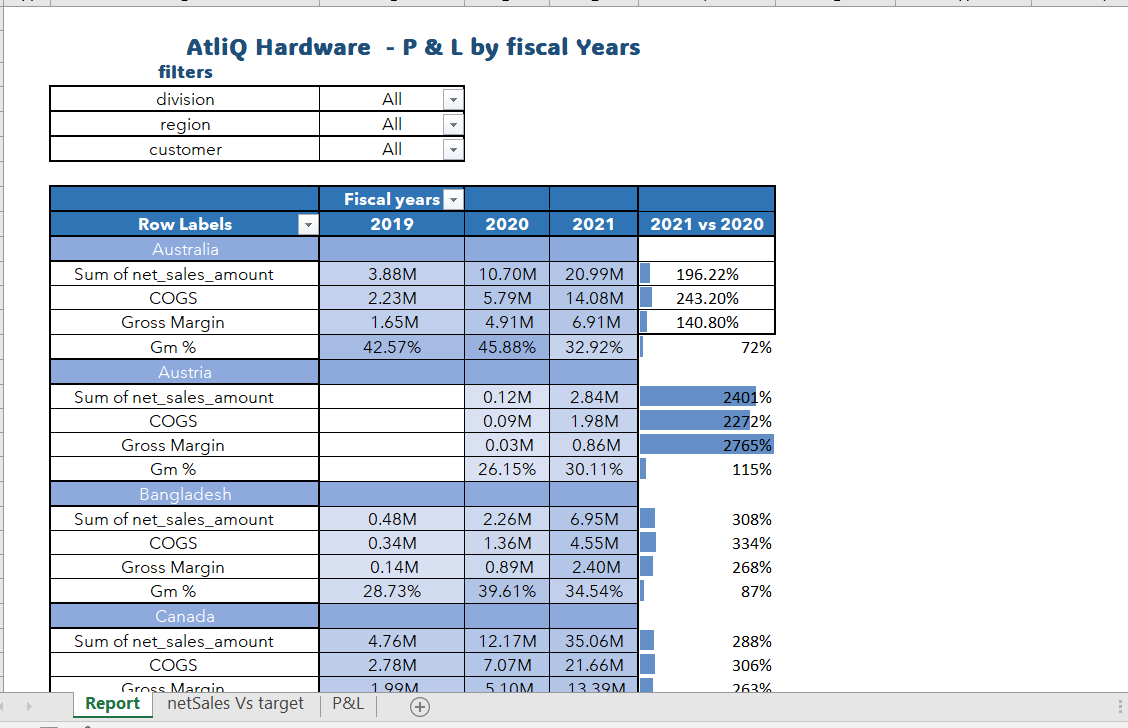 AtliQ Hardware - P & L by fiscal Years
filters
division All
region All
customer All
Fiscal years
Row Labels 2019 2020 2021 2021 vs 2020
Australia
Sum of net_sales_amount 3.88M 10.70M 20.99M 196.22%
COGS 2.23M 5.79M 14.08M 243.20%
Gross Margin 1.65M 4.91M 6.91M 140.80%
Gm % 42.57% 45.88% 32.92% 72%
Austria
Sum of net_sales_amount 0.12M 2.84M 2401%
COGS 0.09M 1.98M 2272%
Gross Margin 0.03M 0.86M 2765%
Gm % 26.15% 30.11% 115%
Bangladesh
Sum of net_sales_amount 0.48M 2.26M 6.95M 308%
COGS 0.34M 1.36M 4.55M 334%
Gross Margin 0.14M 0.89M 2.40M 268%
Gm % 28.73% 39.61% 34.54% 87%
Canada
Sum of net_sales_amount 4.76M 12.17M 35.06M 288%
COGS 2.78M 7.07M 21.66M 306%
Gross Margin 1.99M 5.10M 13.39M 263%
Report netSales Vs target P&L